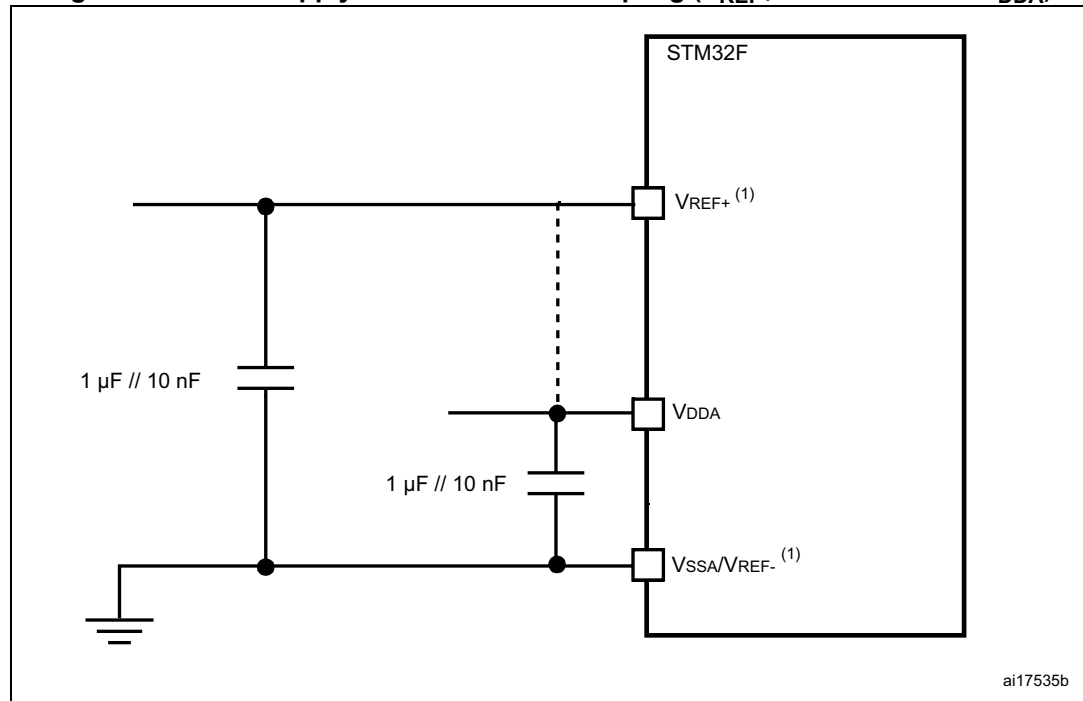 STM32F
VREF+ (1)
1 µF // 10 nF
VDDA
1 µF // 10 nF
VSSA/VREF- (1)
ai17535b